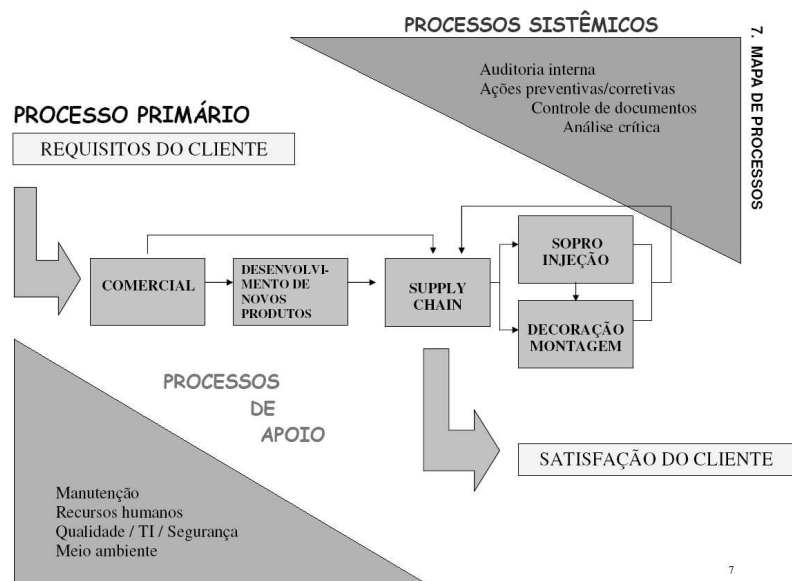 PROCESSOS SISTÊMICOS
7. MAPA DE PROCESSOS
Auditoria interna
Ações preventivas/corretivas
Controle de documentos
Análise crítica
PROCESSO PRIMÁRIO
REQUISITOS DO CLIENTE
COMERCIAL
DESENVOLVI-
MENTO DE
NOVOS
PRODUTOS
SUPPLY
CHAIN
SOPRO
INJEÇÃO
DECORAÇÃO
MONTAGEM
PROCESSOS
DE
APOIO
SATISFAÇÃO DO CLIENTE
Manutenção
Recursos humanos
Qualidade / TI / Segurança
Meio ambiente
7